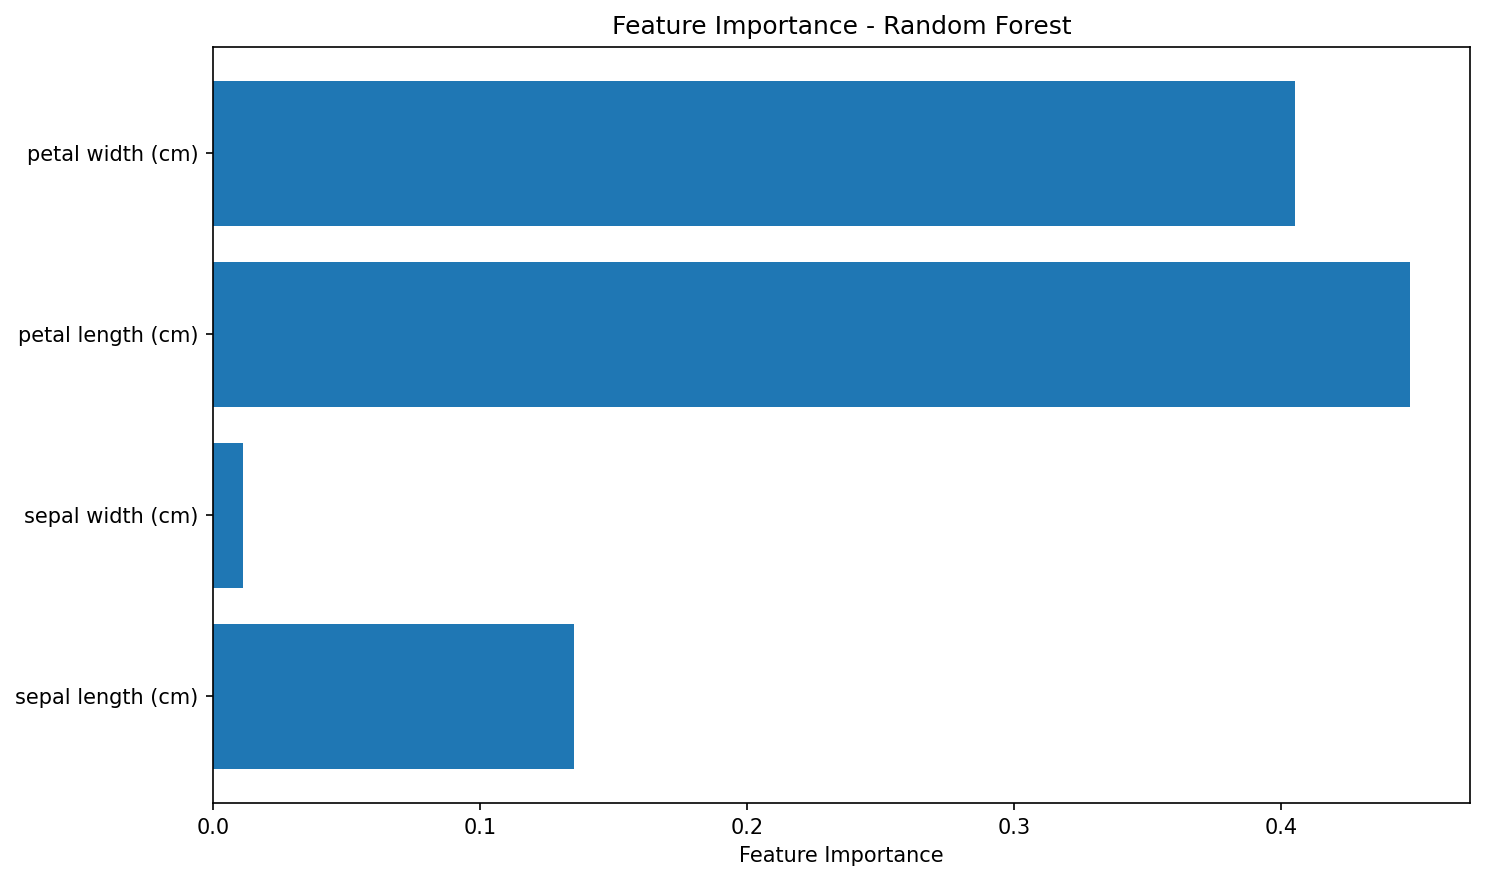 Feature Importance - Random Forest
petal width (cm)
petal length (cm)
sepal width (cm)
sepal length (cm)
0.0 0.1 0.2 0.3 0.4
Feature Importance